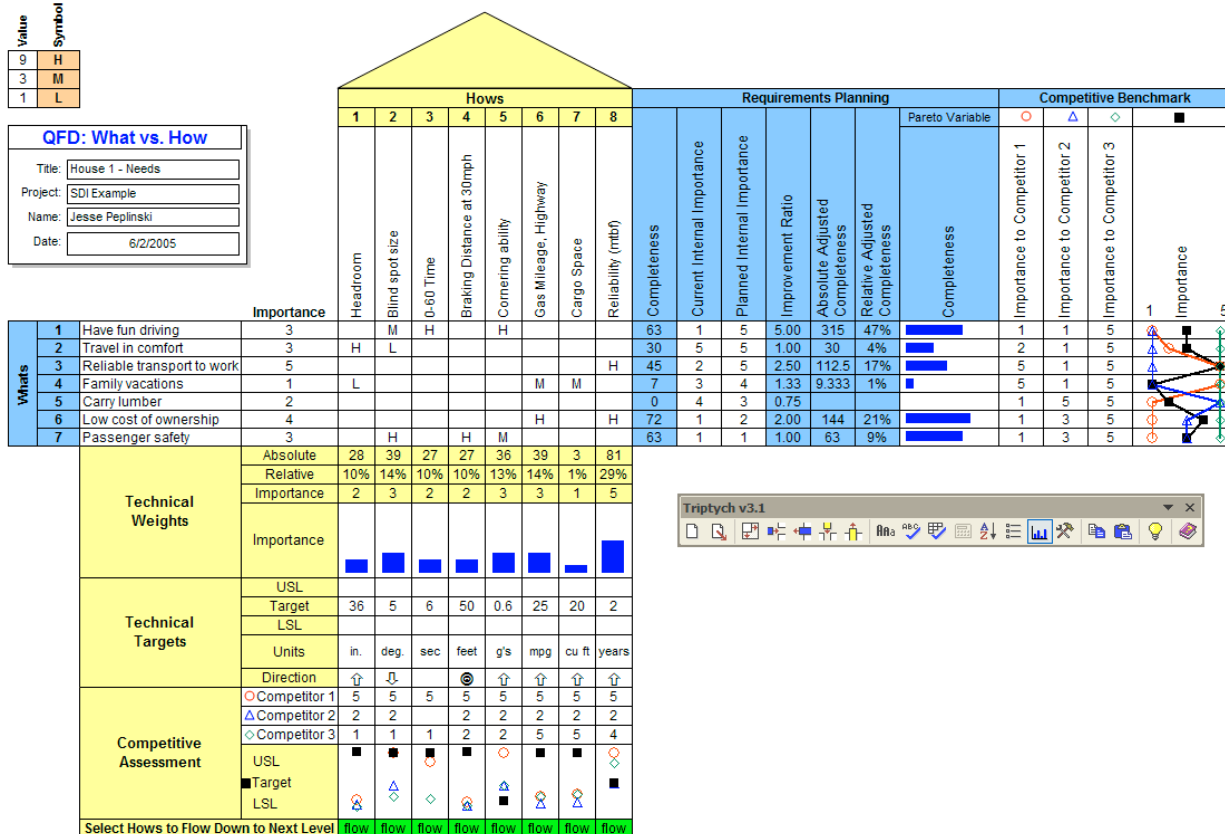 Value Symbol
9 H
3 M
1 L
QFD: What vs. How
Title: House 1 - Needs
Project: SDI Example
Name: Jesse Peplinski
Date: 6/2/2005
Hows Requirements Planning Competitive Benchmark
1 2 3 4 5 6 7 8 Pareto Variable
Importance Headroom Blind spot size 0-60 Time Braking Distance at 30mph Cornering ability Gas Mileage, Highway Cargo Space Reliability (mtbf) Completeness Current Internal Importance Planned Internal Importance Improvement Ratio Absolute Adjusted Completeness Relative Adjusted Completeness Completeness Importance to Competitor 1 Importance to Competitor 2 Importance to Competitor 3 1 Importance 5
Whats
1 Have fun driving 3 M H H 63 1 5 5.00 315 47% 1 1 5
2 Travel in comfort 3 H L 30 5 5 1.00 30 4% 2 1 5
3 Reliable transport to work 5 H 45 2 5 2.50 112.5 17% 5 1 5
4 Family vacations 1 L M M 7 3 4 1.33 9.333 1% 5 1 5
5 Carry lumber 2 0 4 3 0.75 1 5 5
6 Low cost of ownership 4 H H 72 1 2 2.00 144 21% 1 3 5
7 Passenger safety 3 H H M 63 1 1 1.00 63 9% 1 3 5
Technical Weights
Absolute 28 39 27 27 36 39 3 81
Relative 10% 14% 10% 10% 13% 14% 1% 29%
Importance 2 3 2 2 3 3 1 5
Importance
Technical Targets
USL
Target 36 5 6 50 0.6 25 20 2
LSL
Units in. deg. sec feet g's mpg cu ft years
Direction
Competitive Assessment
Competitor 1 5 5 5 5 5 5 5 5
Competitor 2 2 2 2 2 2 2 2
Competitor 3 1 1 1 2 2 5 5 4
USL
Target
LSL
Select Hows to Flow Down to Next Level flow flow flow flow flow flow flow flow
Triptych v3.1
Aaa
ABC
A
Z